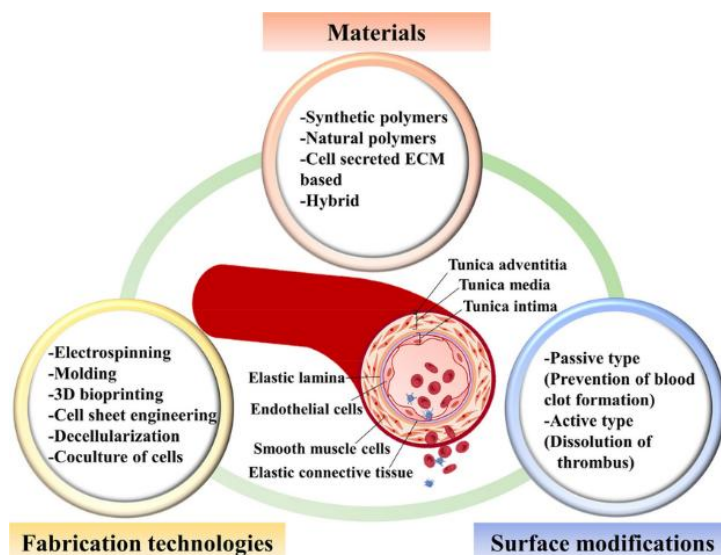 Materials
-Synthetic polymers
-Natural polymers
-Cell secreted ECM
based
-Hybrid
Tunica adventitia
Tunica media
Tunica intima
Elastic lamina
Endothelial cells
Smooth muscle cells
Elastic connective tissue
-Electrospinning
-Molding
-3D bioprinting
-Cell sheet engineering
-Decellularization
-Coculture of cells
Fabrication technologies
-Passive type
(Prevention of blood
clot formation)
-Active type
(Dissolution of
thrombus)
Surface modifications